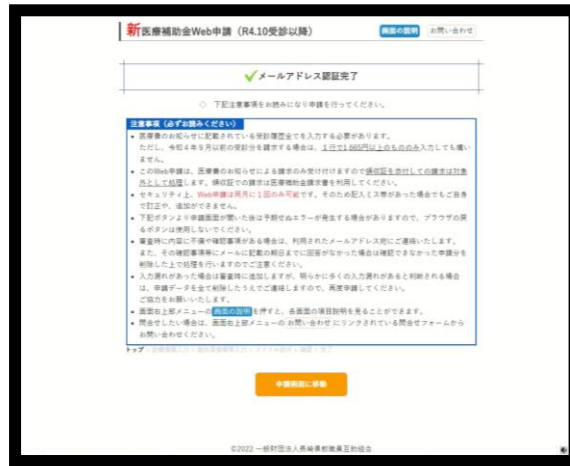 新医療補助金Web申請（R4.10受診以降）
画面の説明 お問い合わせ
メールアドレス認証完了
◇ 下記注意事項をお読みになり申請を行ってください。
注意事項（必ずお読みください）
• 医療費のお知らせに記載されている受診履歴全てを入力する必要があります。
ただし、令和４年９月以前の受診分を請求する場合は、１行で1,665円以上のもののみ入力しても構い
ません。
• このWeb申請は、医療費のお知らせによる請求のみ受け付けますので領収証を添付しての請求は対象
外として処理します。領収証での請求は医療補助金請求書を利用してください。
• セキュリティ上、Web申請は同月に１回のみ可能です。そのため記入ミス等があった場合でもご自身
で訂正や、追加ができません。
• 下記ボタンより申請画面が開いた後は予期せぬエラーが発生する場合がありますので、ブラウザの戻
るボタンは使用しないでください。
• 審査時に内容に不備や確認事項がある場合は、利用されたメールアドレス宛にご連絡いたします。
また、その確認事項等にメールに記載の期日までに回答がなかった場合は確認できなかった申請分を
削除した上で処理を行いますのでご注意ください。
• 入力漏れがあった場合は審査時に追加しますが、明らかに多くの入力漏れがあると判断される場合
は、申請データを全て削除したうえでご連絡しますので、再度申請してください。
ご協力をお願いいたします。
• 画面右上部メニューの 画面の説明 を押すと、各画面の項目説明を見ることができます。
• 問合せしたい場合は、画面右上部メニューの お問い合わせ にリンクされている問合せフォームから
お問い合わせください。
トップ
申請画面に移動
©2022 一般財団法人長崎県教職員互助組合